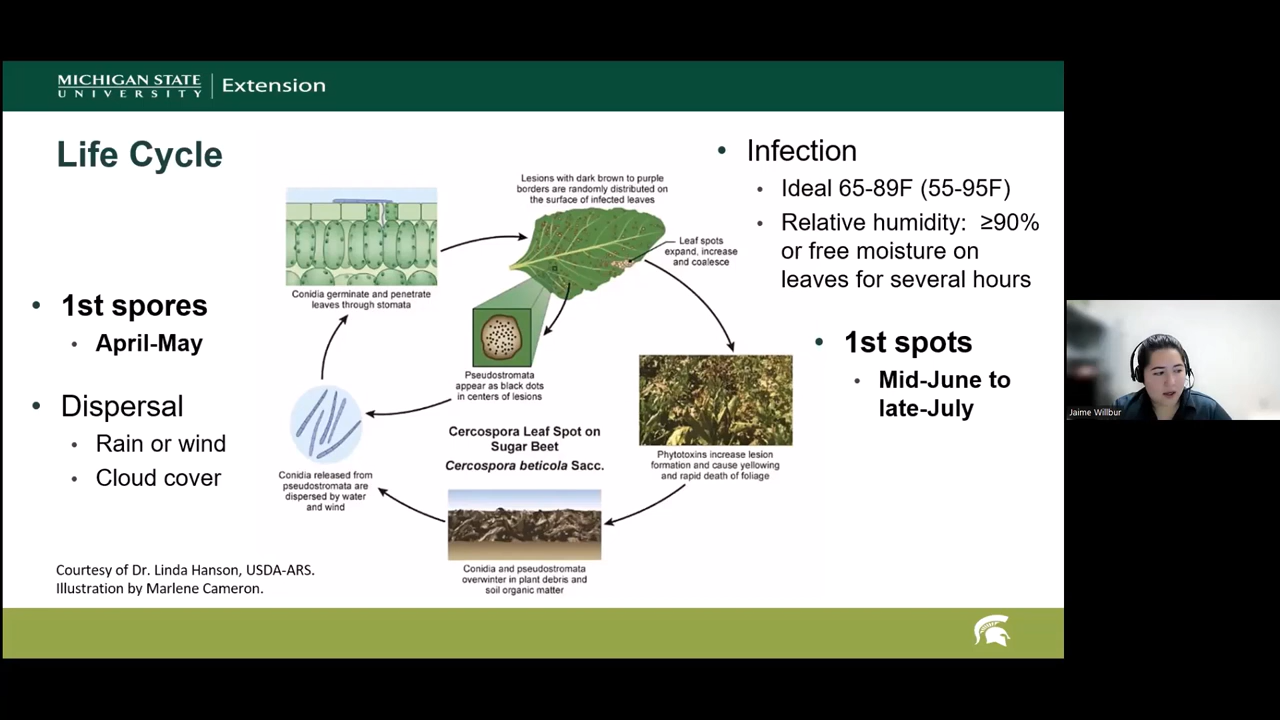 MICHIGAN STATE
UNIVERSITY
Extension
Life Cycle
• 1st spores
• April-May
• Dispersal
• Rain or wind
• Cloud cover
Conidia germinate and penetrate
leaves through stomata
Lesions with dark brown to purple
borders are randomly distributed on
the surface of infected leaves
Leaf spots
expand, increase
and coalesce
Pseudostromata
appear as black dots
in centers of lesions
Cercospora Leaf Spot on
Sugar Beet
Cercospora beticola Sacc.
Conidia released from
pseudostromata are
dispersed by water
and wind
Phytotoxins increase lesion
formation and cause yellowing
and rapid death of foliage
Conidia and pseudostromata
overwinter in plant debris and
soil organic matter
• Infection
• Ideal 65-89F (55-95F)
• Relative humidity: ≥90%
or free moisture on
leaves for several hours
• 1st spots
• Mid-June to
late-July
Courtesy of Dr. Linda Hanson, USDA-ARS.
Illustration by Marlene Cameron.
Jaime Willbur